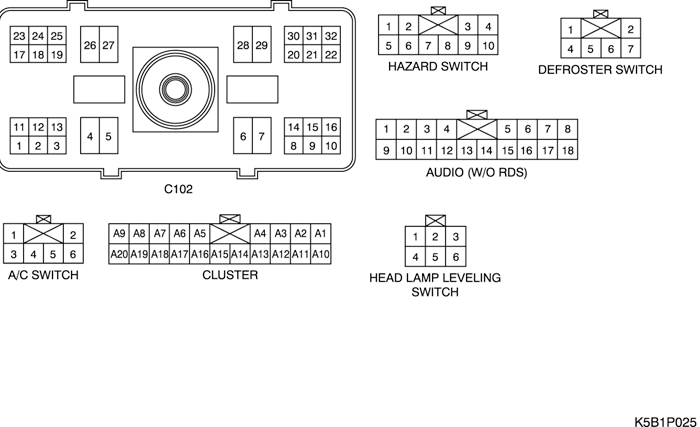 23 24 25 26 27 28 29 30 31 32
17 18 19 20 21 22
11 12 13 4 5 6 7 14 15 16
1 2 3 8 9 10
C102
1 2 3 4
5 6 7 8 9 10
HAZARD SWITCH
1 2
4 5 6 7
DEFROSTER SWITCH
1 2 3 4 5 6 7 8
9 10 11 12 13 14 15 16 17 18
AUDIO (W/O RDS)
1 2
3 4 5 6
A/C SWITCH
A9 A8 A7 A6 A5 A4 A3 A2 A1
A20 A19 A18 A17 A16 A15 A14 A13 A12 A11 A10
CLUSTER
1 2 3
4 5 6
HEAD LAMP LEVELING
SWITCH
K5B1P025